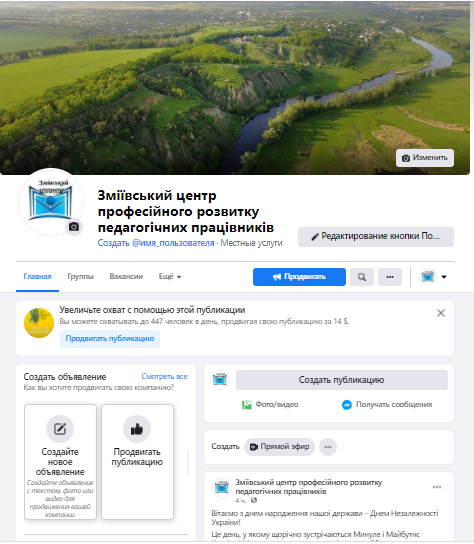 Изменить
Зміївський
Зміївський центр
професійного розвитку
педагогічних працівників
Создать @имя_пользователя · Местные услуги
Редактирование кнопки По...
Главная
Группы
Вакансии
Ещё
Продвигать
Увеличьте охват с помощью этой публикации
Вы можете охватывать до 447 человек в день, продвигая свою публикацию за 14 $.
Продвигать публикацию
Создать объявление
Смотреть все
Как вы хотите продвигать свою компанию?
Создайте
новое
объявление
Создайте объявление
с текстом, фото или
видео для
продвижения вашей
компании
Продвигать
публикацию
Создать публикацию
Фото/видео
Получать сообщения
Создать
Прямой эфир
Зміївський центр професійного розвитку
педагогічних працівників
4 ч. ·
Вітаємо з днем народження нашої держави – Днем Незалежності
України!
Це день, у якому щорічно зустрічаються Минуле і Майбутнє